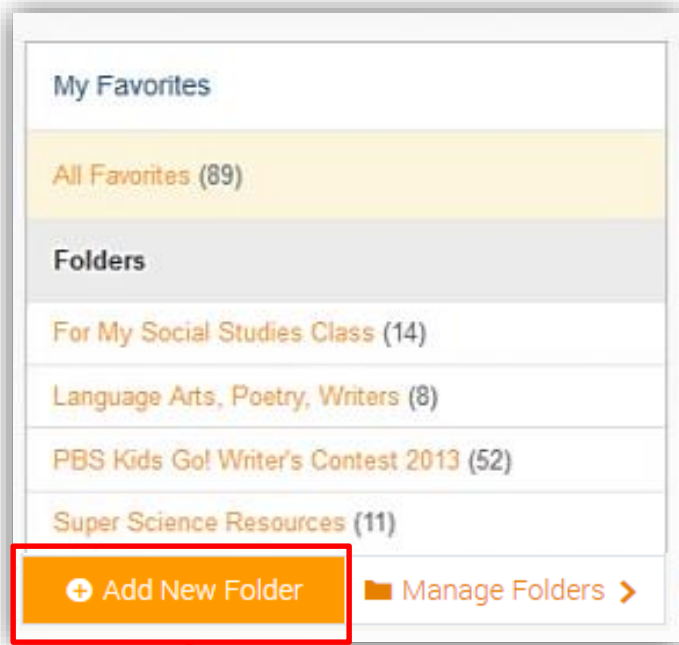 My Favorites
All Favorites (89)
Folders
For My Social Studies Class (14)
Language Arts, Poetry, Writers (8)
PBS Kids Go! Writer's Contest 2013 (52)
Super Science Resources (11)
Add New Folder Manage Folders